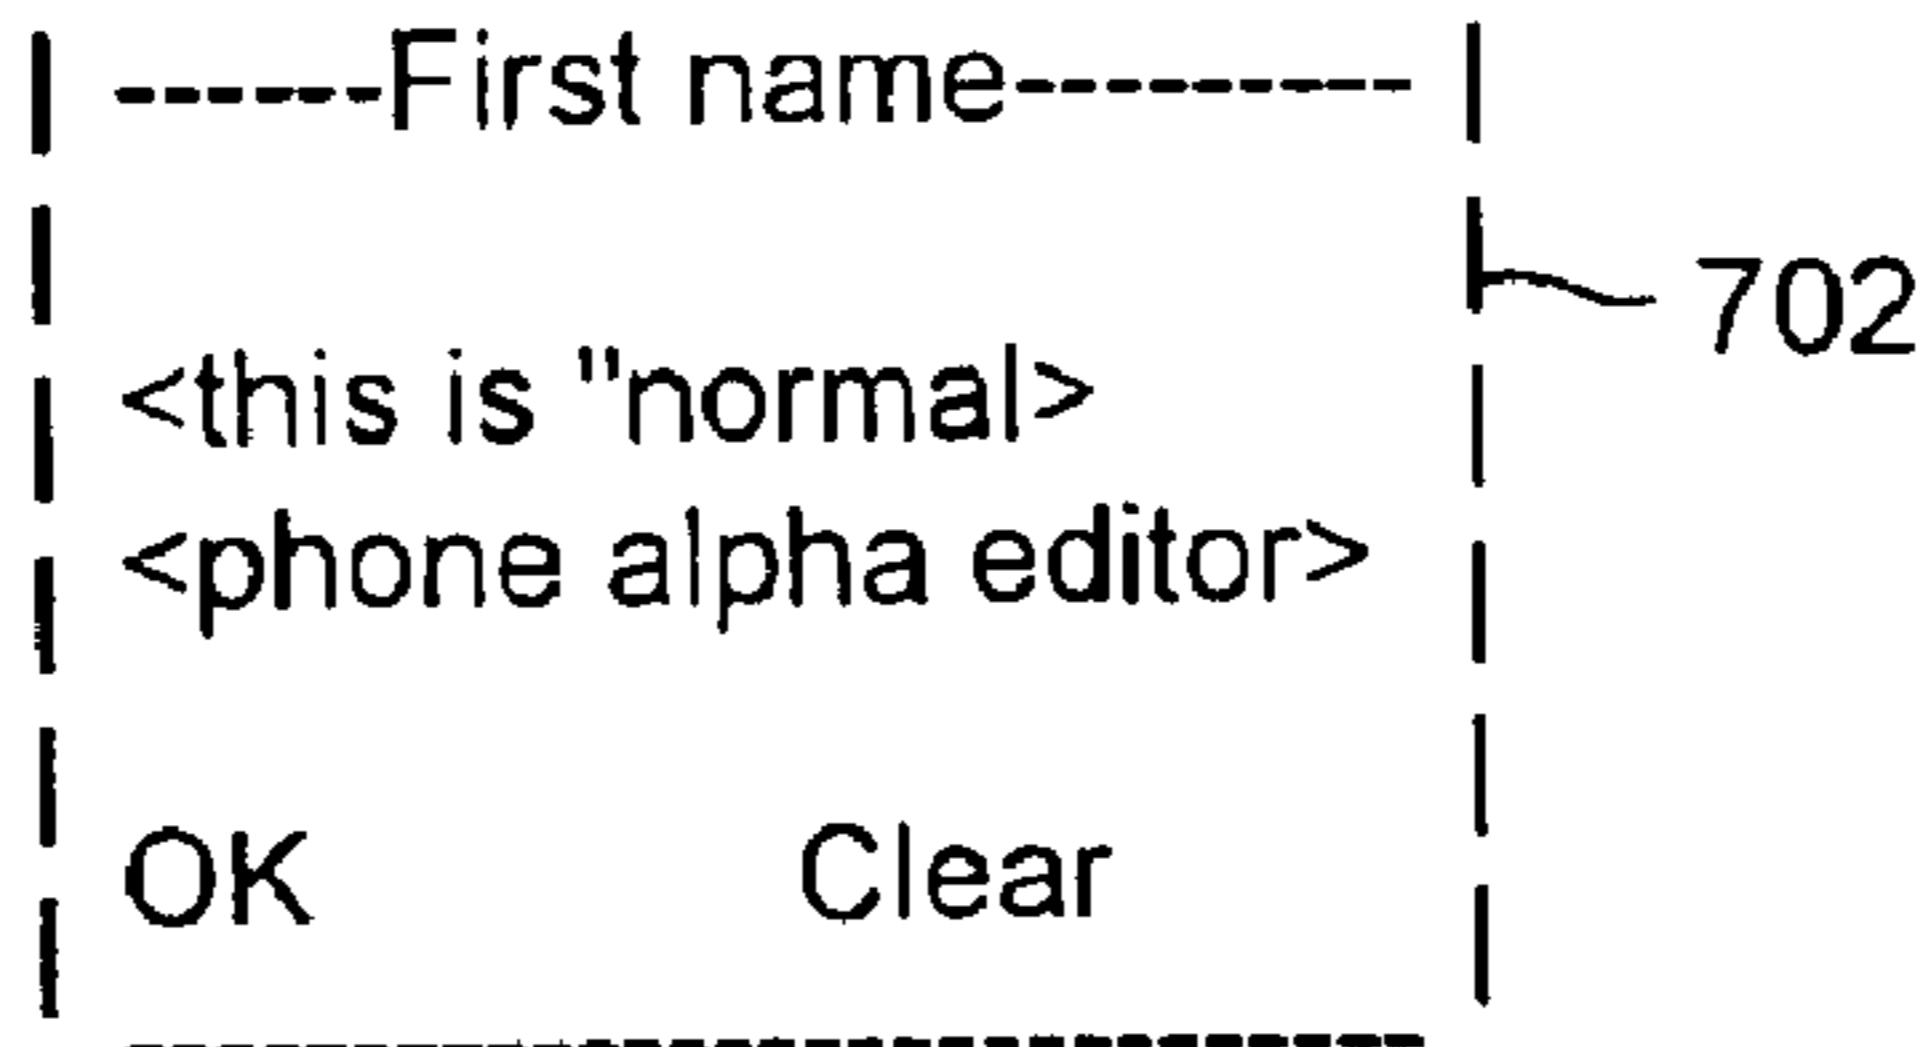 ------First name---------
702
<this is "normal>
<phone alpha editor>
OK Clear